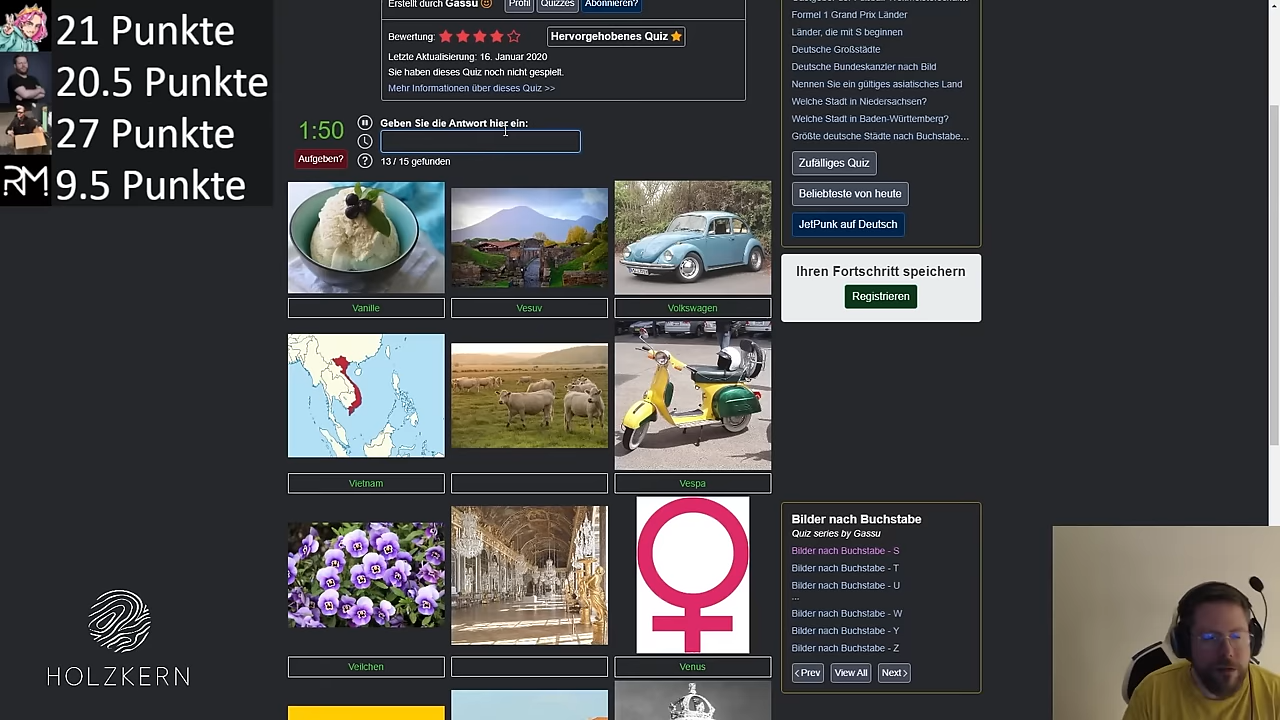 21 Punkte
20.5 Punkte
27 Punkte
RM!
9.5 Punkte
Erstellt durch Gassu
Profil
Quizzes
Abonnieren?
Bewertung:
Hervorgehobenes Quiz
Letzte Aktualisierung: 16. Januar 2020
Sie haben dieses Quiz noch nicht gespielt.
Mehr Informationen über dieses Quiz >>
1:50
Aufgeben?
Geben Sie die Antwort hier ein:
13 / 15 gefunden
Vanille
Vesuv
Volkswagen
Vietnam
Vespa
Veilchen
Venus
Formel 1 Grand Prix Länder
Länder, die mit S beginnen
Deutsche Großstädte
Deutsche Bundeskanzler nach Bild
Nennen Sie ein gültiges asiatisches Land
Welche Stadt in Niedersachsen?
Welche Stadt in Baden-Württemberg?
Größte deutsche Städte nach Buchstabe...
Zufälliges Quiz
Beliebteste von heute
JetPunk auf Deutsch
Ihren Fortschritt speichern
Registrieren
Bilder nach Buchstabe
Quiz series by Gassu
Bilder nach Buchstabe - S
Bilder nach Buchstabe - T
Bilder nach Buchstabe - U
...
Bilder nach Buchstabe - W
Bilder nach Buchstabe - Y
Bilder nach Buchstabe - Z
< Prev
View All
Next >
HOLZKERN